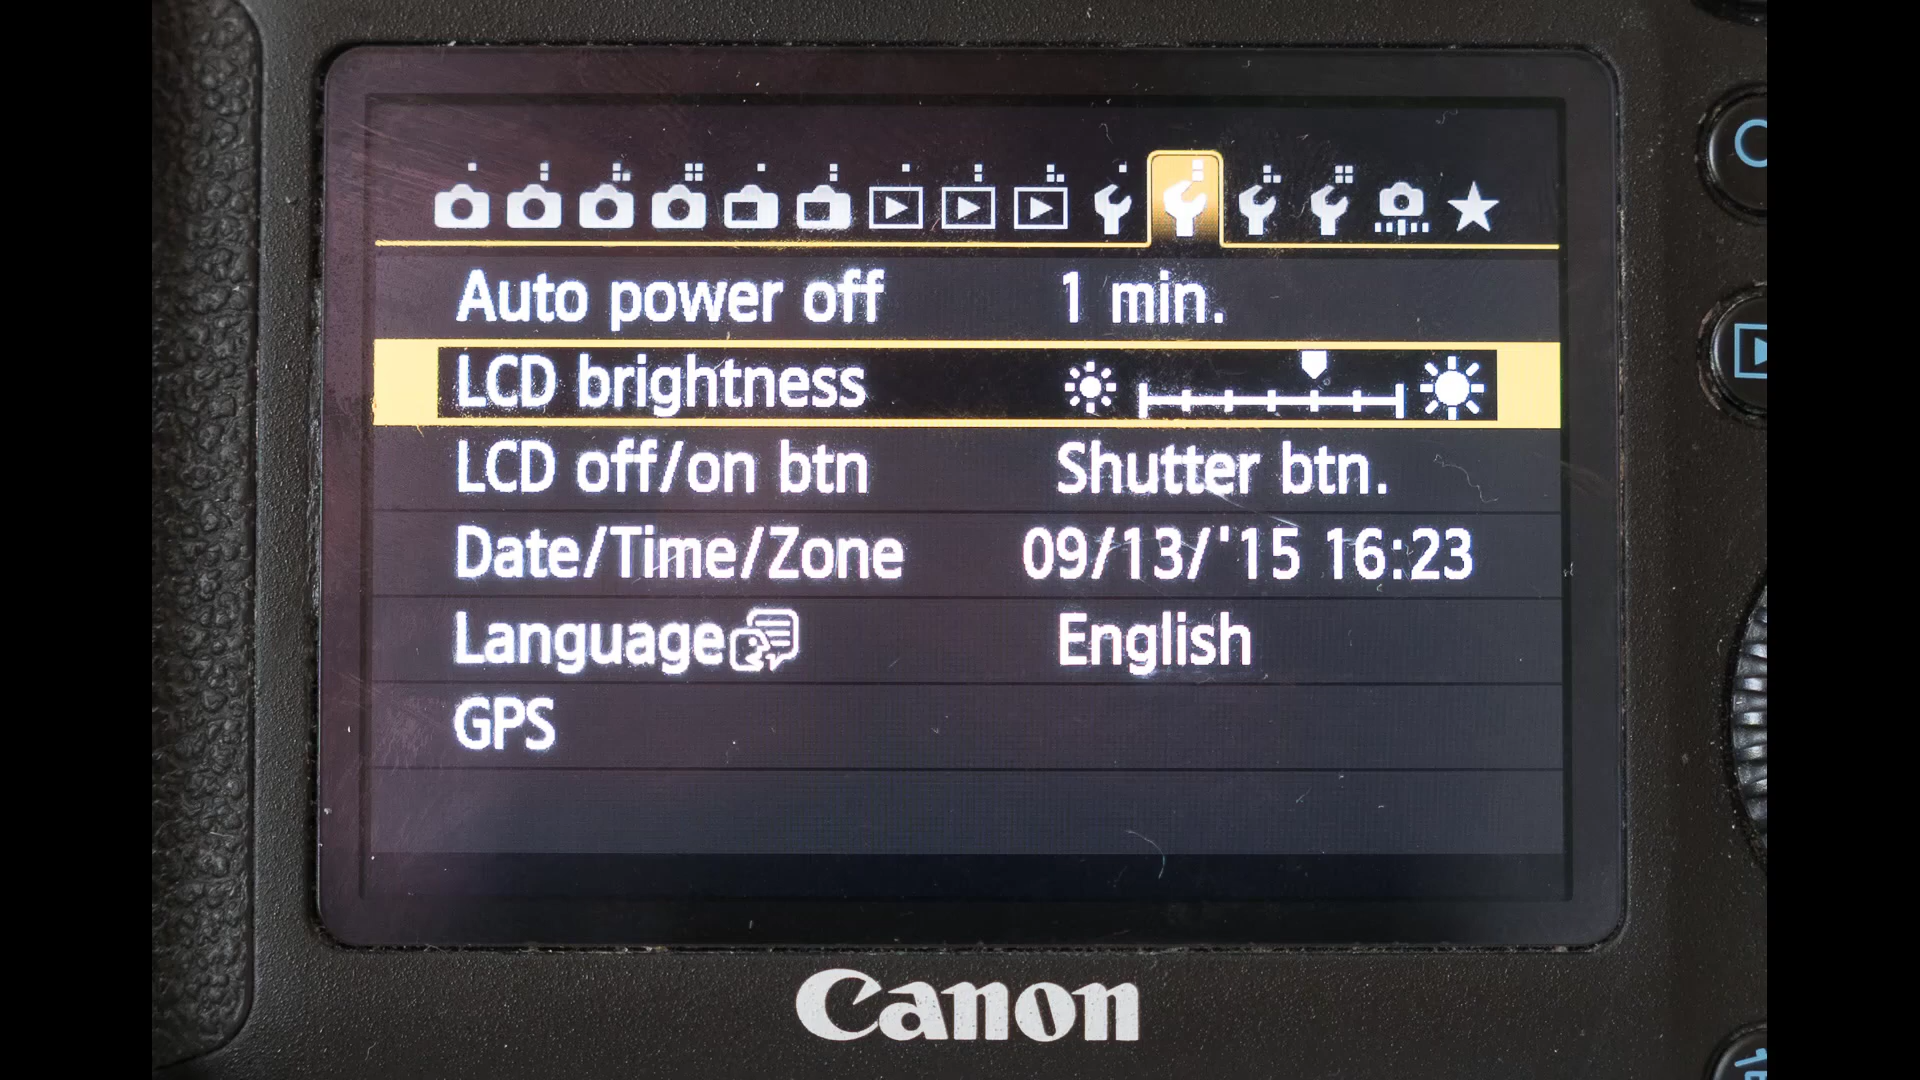 Auto power off 1 min.
LCD brightness
LCD off/on btn Shutter btn.
Date/Time/Zone 09/13/'15 16:23
Language English
GPS
Canon